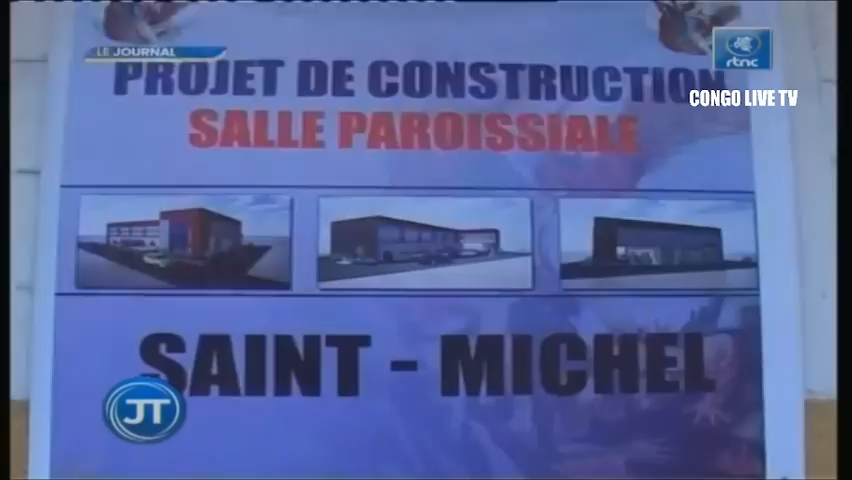 LE JOURNAL
rtnc
PROJET DE CONSTRUCTION
CONGO LIVE TV
SALLE PAROISSIALE
SAINT - MICHEL
JT